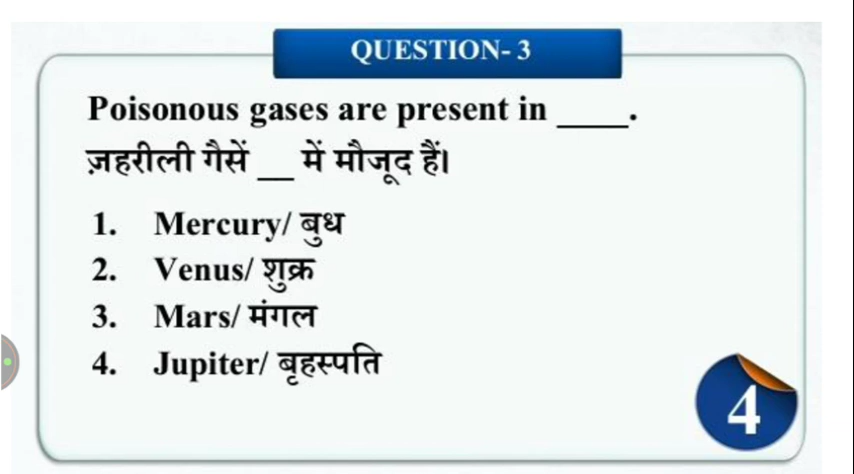 QUESTION- 3
Poisonous gases are present in ____.
ज़हरीली गैसें __ में मौजूद हैं।
1. Mercury/ बुध
2. Venus/ शुक्र
3. Mars/ मंगल
4. Jupiter/ बृहस्पति
4